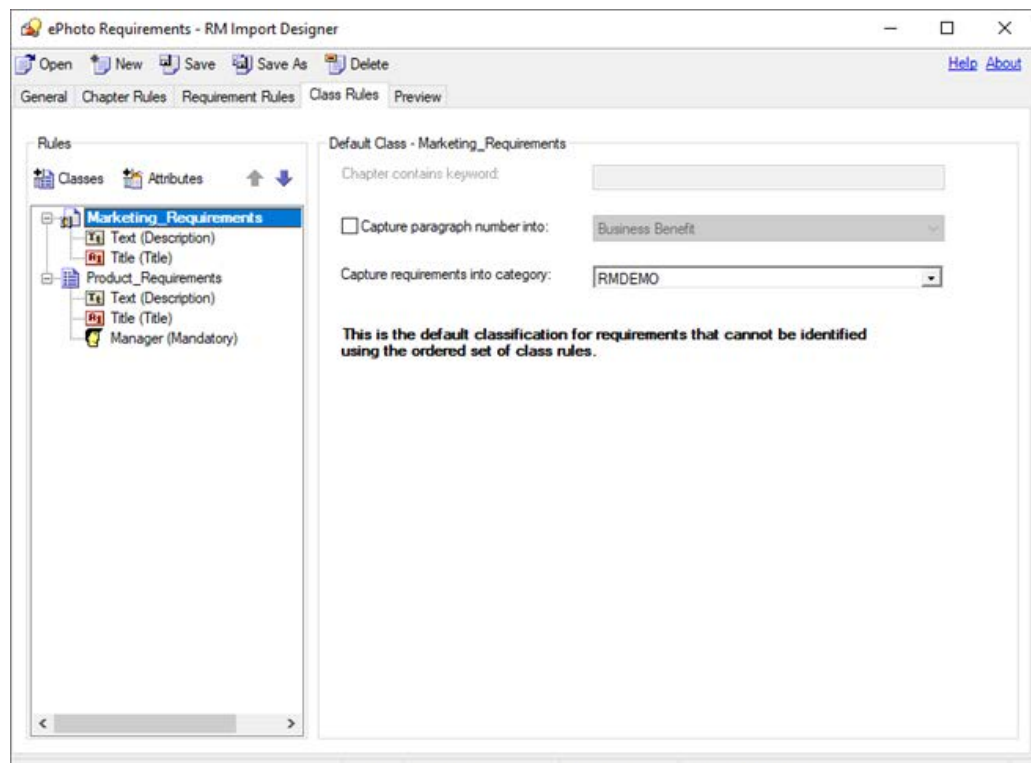 ePhoto Requirements - RM Import Designer
Open New Save Save As Delete Help About
General Chapter Rules Requirement Rules Class Rules Preview
Rules
Classes Attributes
Marketing_Requirements
Text (Description)
Title (Title)
Product_Requirements
Text (Description)
Title (Title)
Manager (Mandatory)
Default Class - Marketing_Requirements
Chapter contains keyword:
Capture paragraph number into: Business Benefit
Capture requirements into category: RMDEMO
This is the default classification for requirements that cannot be identified
using the ordered set of class rules.